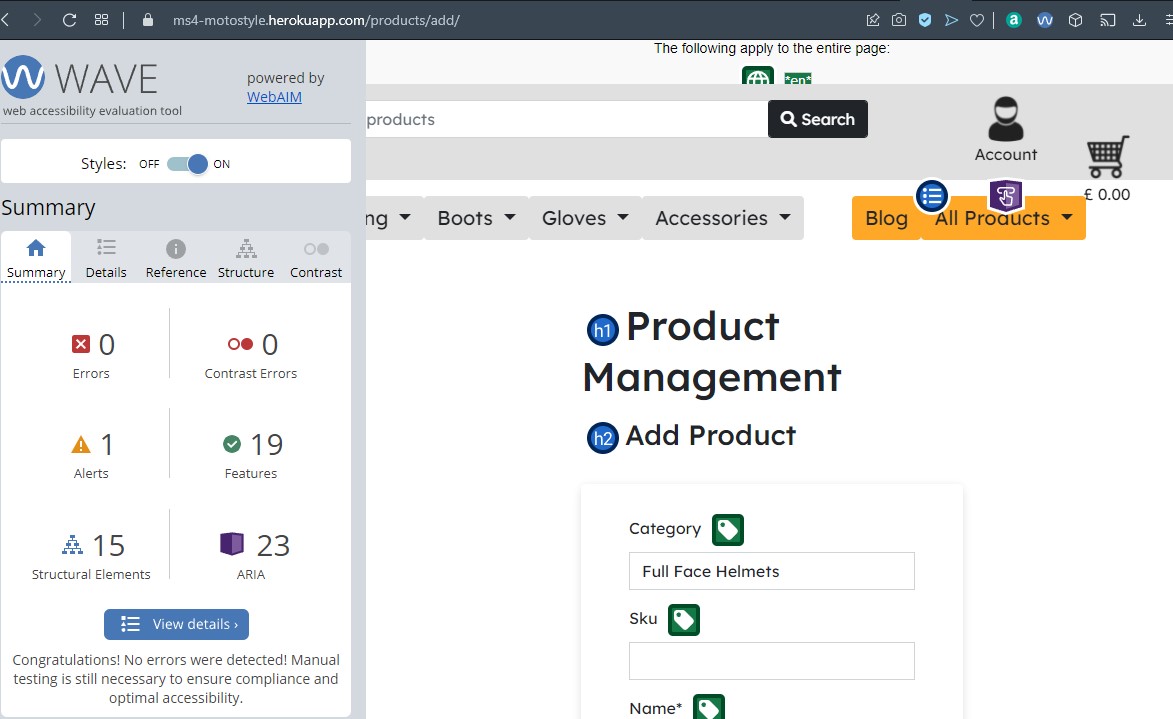 ms4-motostyle.herokuapp.com/products/add/
WAVE
web accessibility evaluation tool
powered by
WebAIM
Styles: OFF ON
Summary
Summary Details Reference Structure Contrast
0
Errors
0
Contrast Errors
1
Alerts
19
Features
15
Structural Elements
23
ARIA
View details ›
Congratulations! No errors were detected! Manual
testing is still necessary to ensure compliance and
optimal accessibility.
The following apply to the entire page:
*en*
products
Search
Account
£ 0.00
ng Boots Gloves Accessories
Blog All Products
h1 Product
Management
h2 Add Product
Category
Full Face Helmets
Sku
Name*